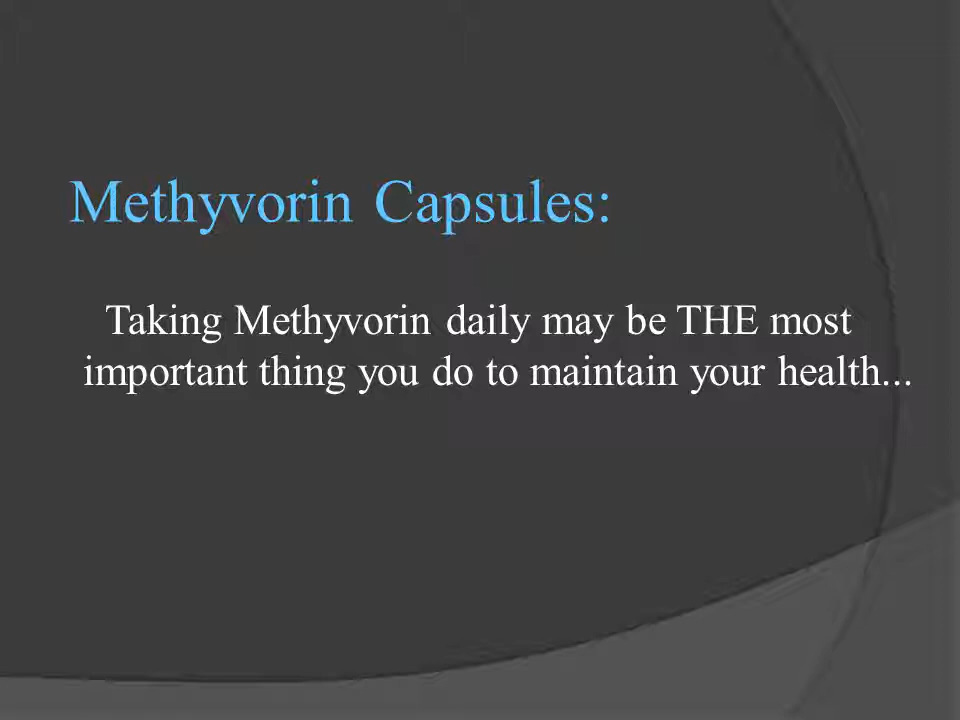 Methyvorin Capsules:
Taking Methyvorin daily may be THE most
important thing you do to maintain your health...